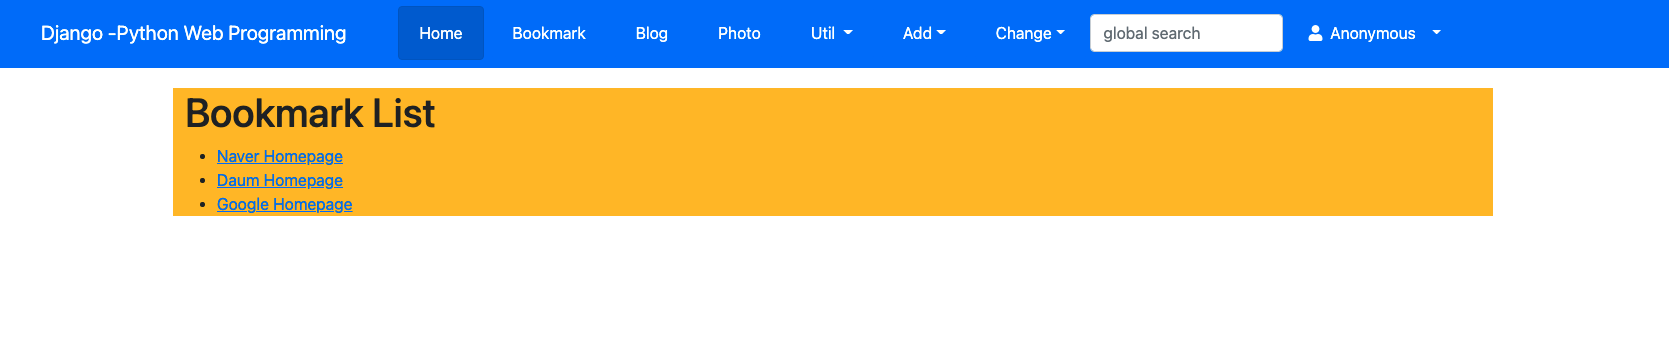 Django -Python Web Programming Home Bookmark Blog Photo Util Add Change global search Anonymous
Bookmark List
Naver Homepage
Daum Homepage
Google Homepage